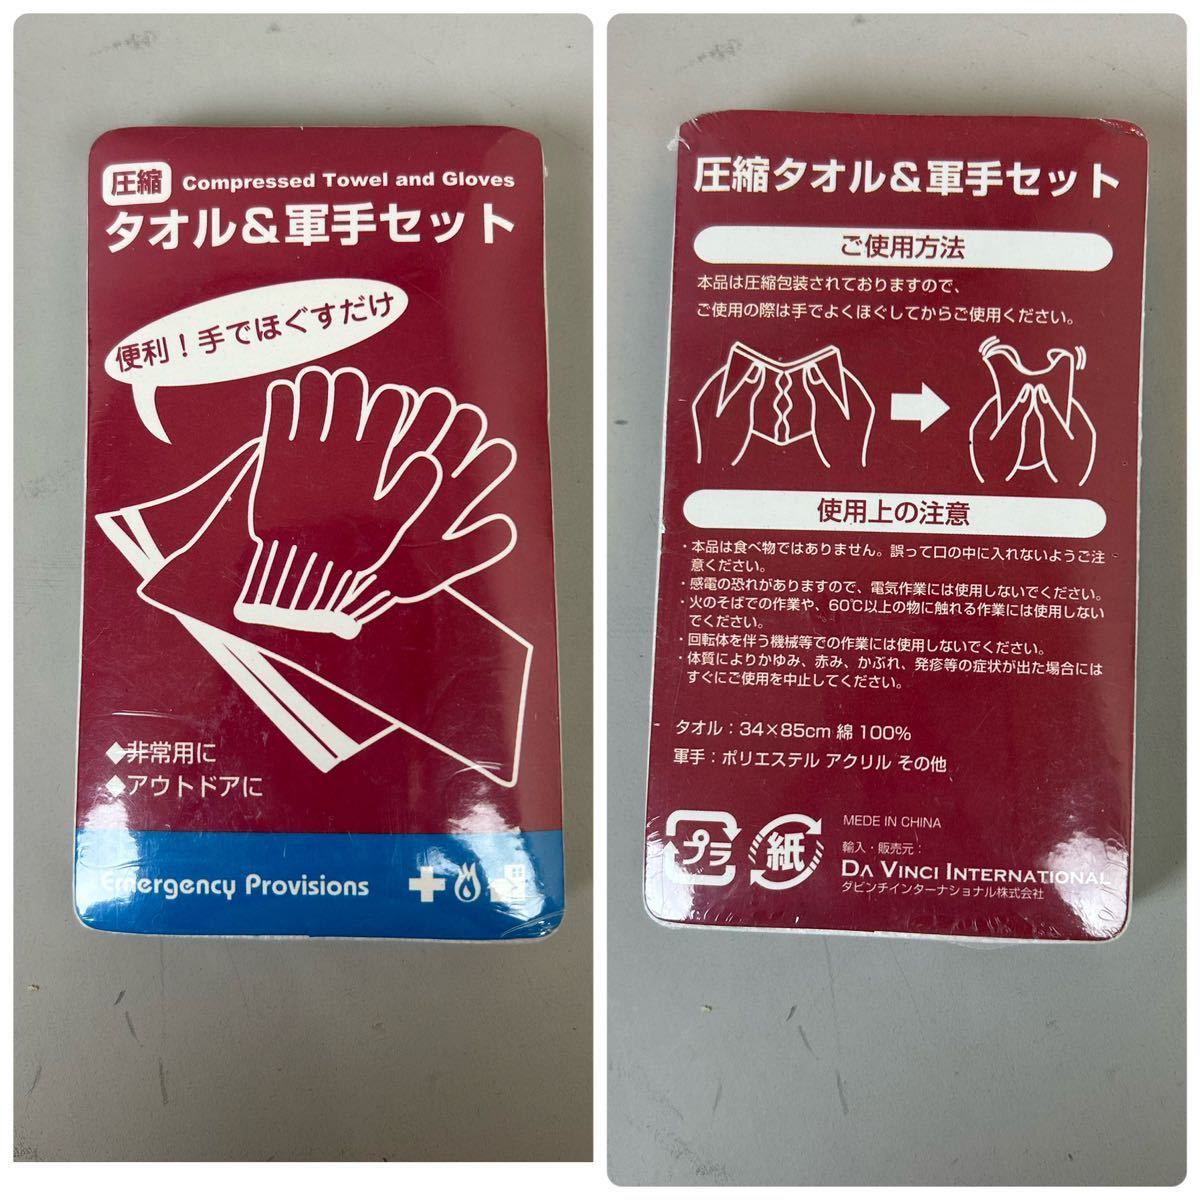 圧縮 Compressed Towel and Gloves
タオル＆軍手セット
便利！手でほぐすだけ
◆非常用に
◆アウトドアに
Emergency Provisions
圧縮タオル＆軍手セット
ご使用方法
本品は圧縮包装されておりますので、
ご使用の際は手でよくほぐしてからご使用ください。
使用上の注意
・本品は食べ物ではありません。誤って口の中に入れないようご注
意ください。
・感電の恐れがありますので、電気作業には使用しないでください。
・火のそばでの作業や、60℃以上の物に触れる作業には使用しない
でください。
・回転体を伴う機械等での作業には使用しないでください。
・体質によりかゆみ、赤み、かぶれ、発疹等の症状が出た場合には
すぐにご使用を中止してください。
タオル：34×85cm 綿 100%
軍手：ポリエステル アクリル その他
プラ 紙
MEDE IN CHINA
輸入・販売元：
DA VINCI INTERNATIONAL
ダビンチインターナショナル株式会社